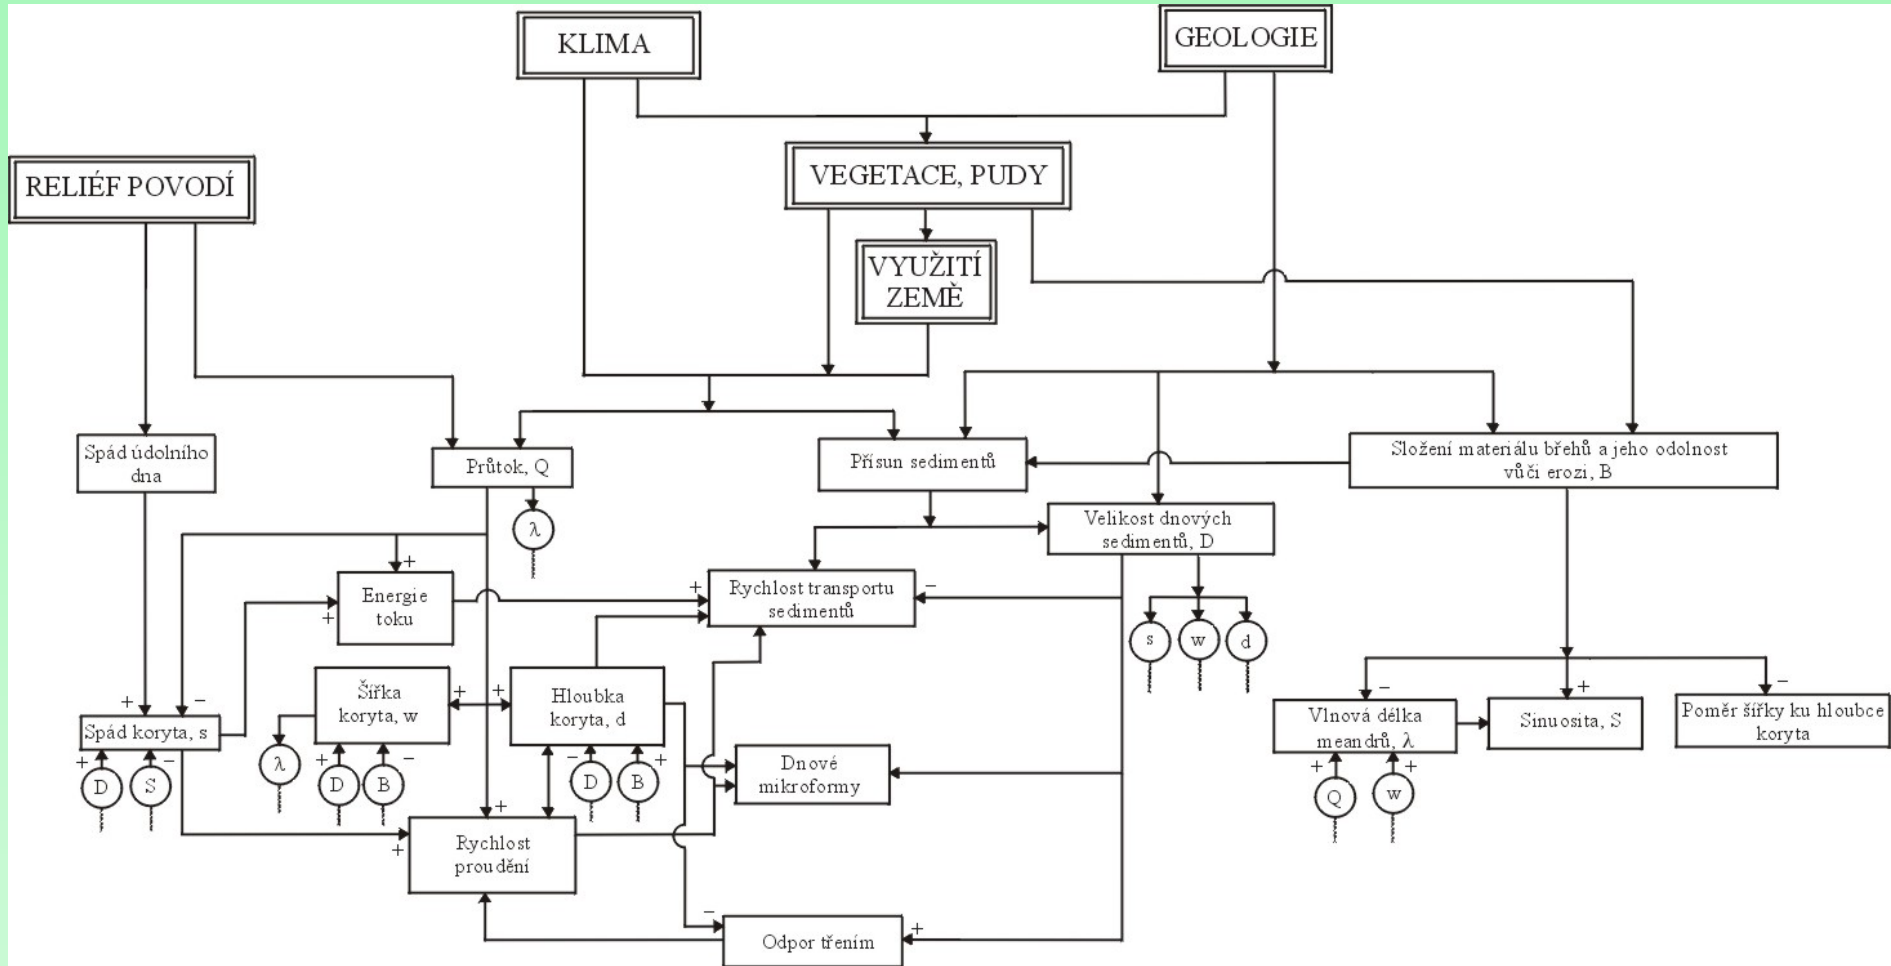 KLIMA
GEOLOGIE
RELIÉF POVODÍ
VEGETACE, PUDY
VYUŽITÍ
ZEMĚ
Spád údolního
dna
Průtok, Q
Přísun sedimentů
Složení materiálu břehů a jeho odolnost
vůči erozi, B
λ
Velikost dnových
sedimentů, D
+
Energie
toku
+
+
Rychlost transportu
sedimentů
−
s
w
d
Šířka
koryta, w
+
+
Hloubka
koryta, d
+
−
Spád koryta, s
+
D
−
S
λ
+
D
−
B
−
D
+
B
Dnové
mikroformy
−
Vlnová délka
meandrů, λ
+
Sinuosita, S
−
Poměr šířky ku hloubce
koryta
+
Q
+
w
+
+
Rychlost
proudění
−
+
Odpor třením